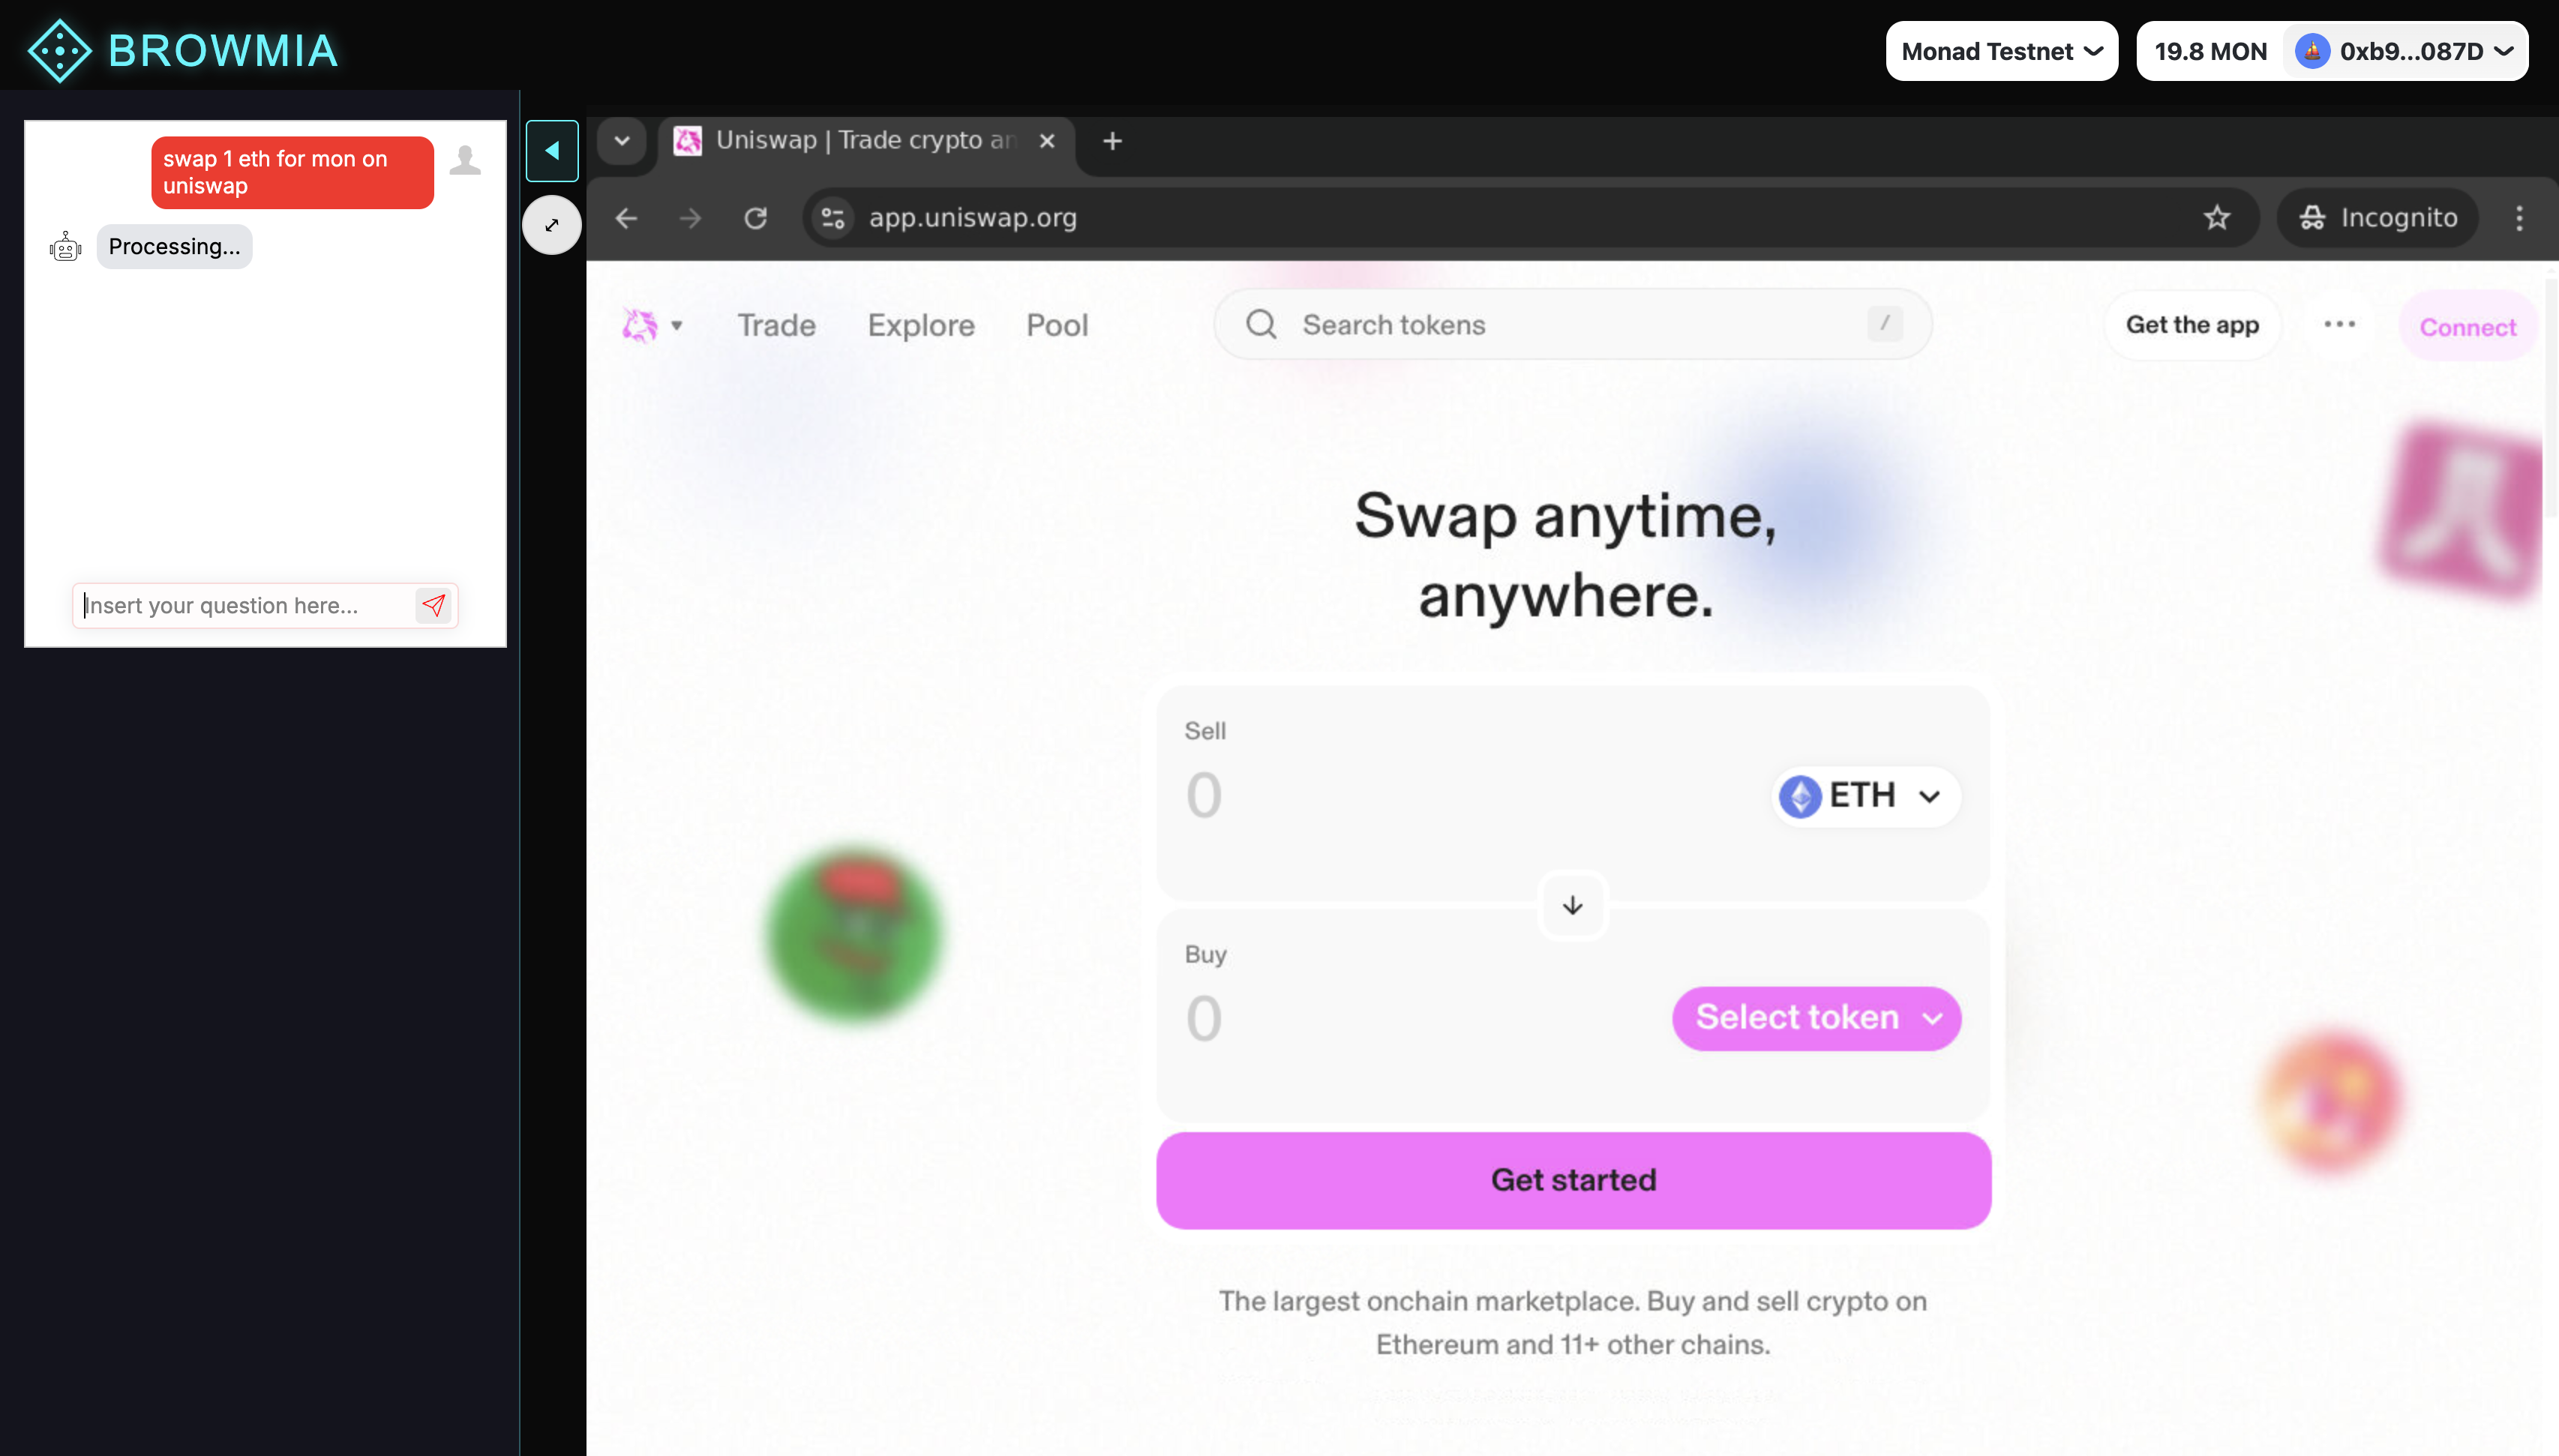 BROWMIA
Monad Testnet
19.8 MON
0xb9...087D
swap 1 eth for mon on
uniswap
Processing...
Insert your question here...
Uniswap | Trade crypto an
app.uniswap.org
Incognito
Trade
Explore
Pool
Search tokens
/
Get the app
Connect
Swap anytime,
anywhere.
Sell
0
ETH
Buy
0
Select token
Get started
The largest onchain marketplace. Buy and sell crypto on
Ethereum and 11+ other chains.